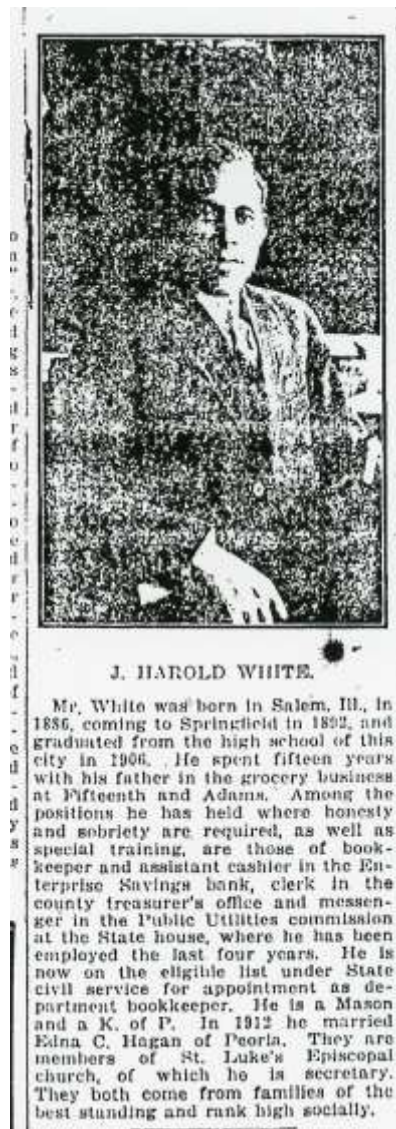 J. HAROLD WHITE.
Mr. White was born in Salem, Ill., in
1886, coming to Springfield in 1892, and
graduated from the high school of this
city in 1906. He spent fifteen years
with his father in the grocery business
at Fifteenth and Adams. Among the
positions he has held where honesty
and sobriety are required, as well as
special training, are those of book-
keeper and assistant cashier in the En-
terprise Savings bank, clerk in the
county treasurer's office and messen-
ger in the Public Utilities commission
at the State house, where he has been
employed the last four years. He is
now on the eligible list under State
civil service for appointment as de-
partment bookkeeper. He is a Mason
and a K. of P. In 1912 he married
Edna C. Hagan of Peoria. They are
members of St. Luke's Episcopal
church, of which he is secretary.
They both come from families of the
best standing and rank high socially.